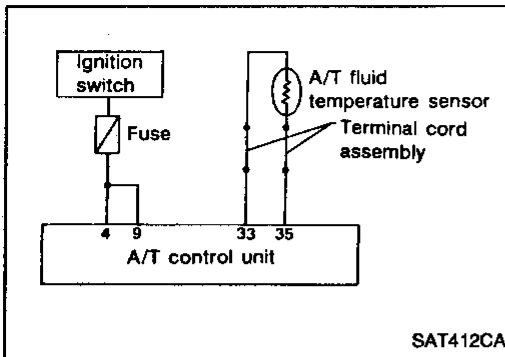 Ignition
switch
Fuse
A/T fluid
temperature sensor
Terminal cord
assembly
4 9 33 35
A/T control unit
SAT412CA